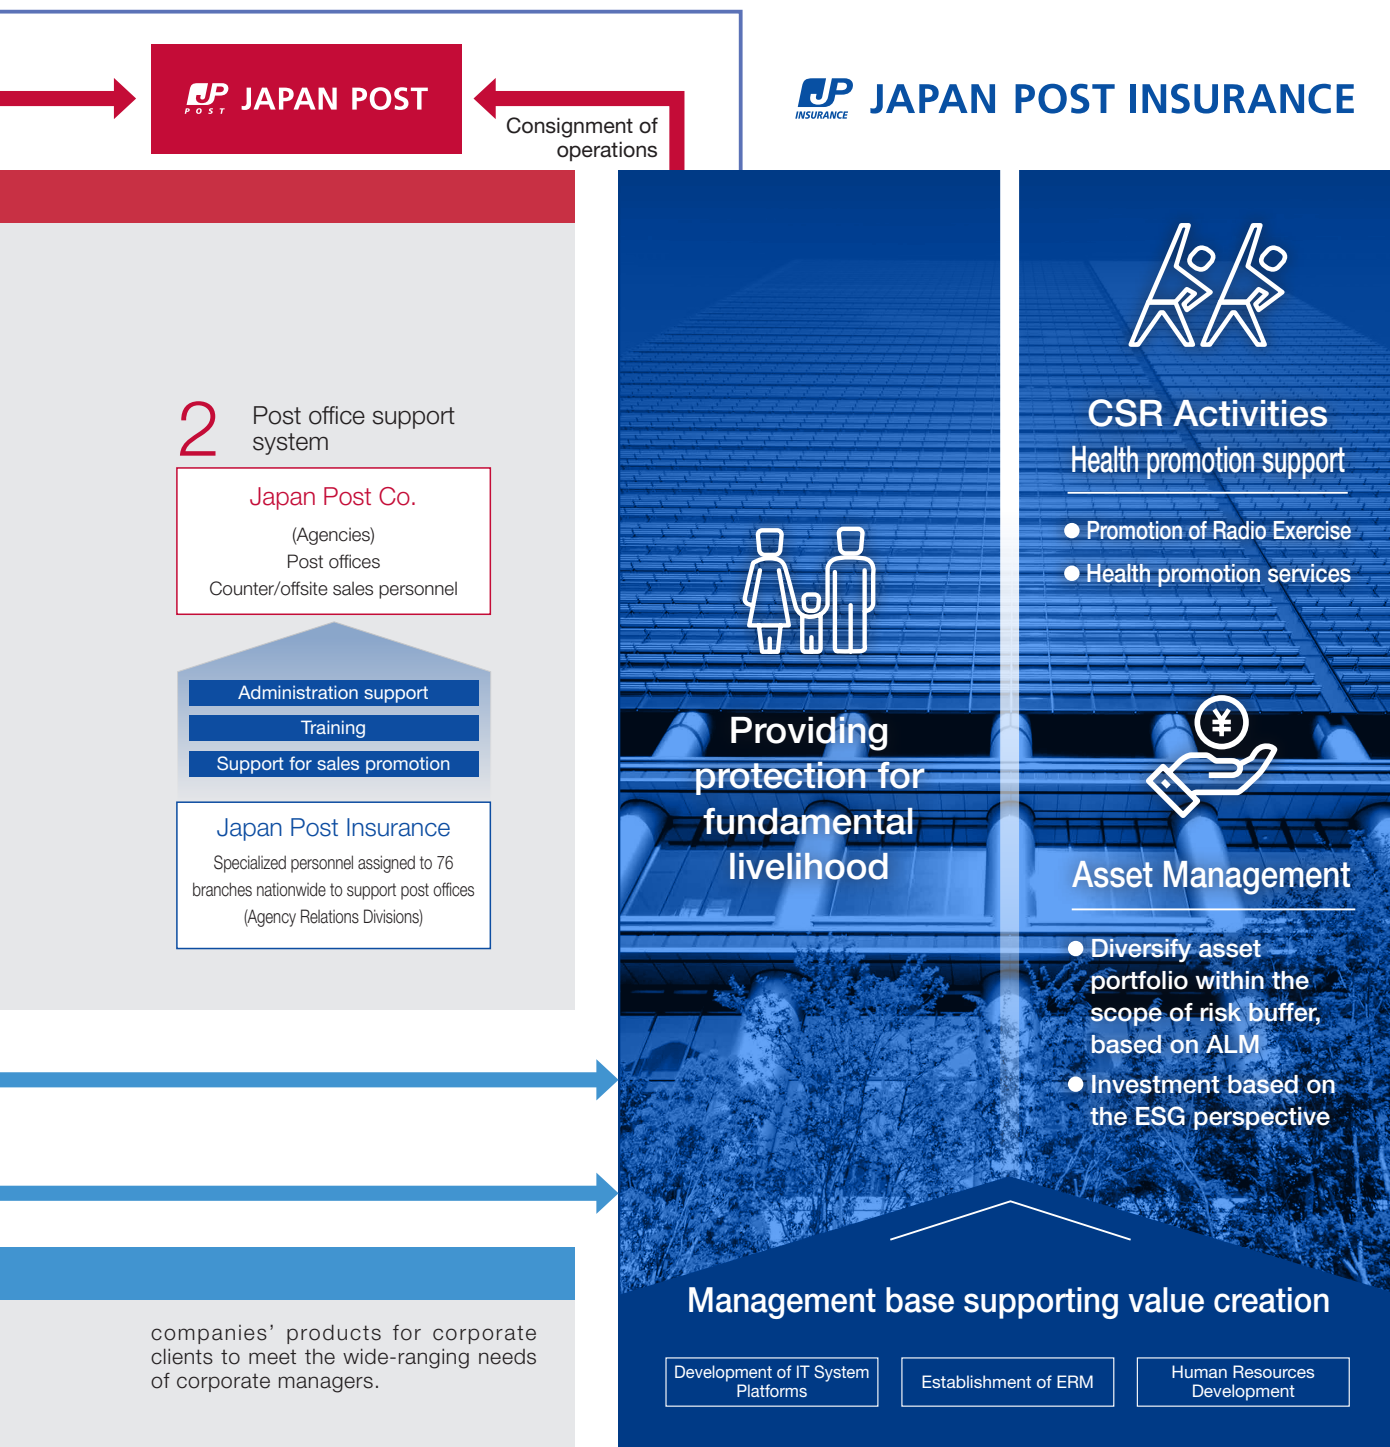 JP POST JAPAN POST
Consignment of
operations
JP INSURANCE JAPAN POST INSURANCE
2
Post office support
system
Japan Post Co.
(Agencies)
Post offices
Counter/offsite sales personnel
Administration support
Training
Support for sales promotion
Japan Post Insurance
Specialized personnel assigned to 76
branches nationwide to support post offices
(Agency Relations Divisions)
companies’ products for corporate
clients to meet the wide-ranging needs
of corporate managers.
Providing
protection for
fundamental
livelihood
CSR Activities
Health promotion support
● Promotion of Radio Exercise
● Health promotion services
¥
Asset Management
● Diversify asset
portfolio within the
scope of risk buffer,
based on ALM
● Investment based on
the ESG perspective
Management base supporting value creation
Development of IT System
Platforms
Establishment of ERM
Human Resources
Development